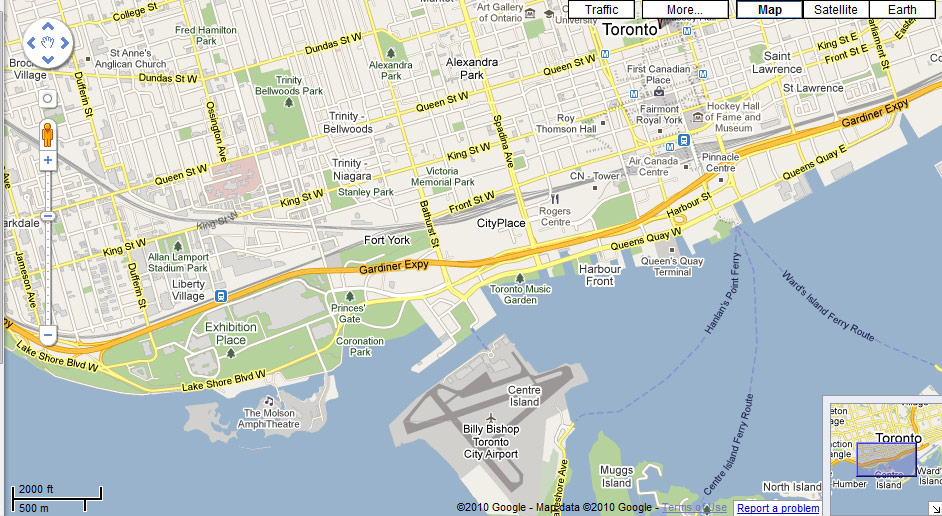 Traffic
More...
Map
Satellite
Earth
College St
Fred Hamilton
Park
Art Gallery
of Ontario
Toronto
St Anne's
Anglican Church
Dundas St W
Dundas St W
Alexandra
Park
Alexandra
Park
Queen St W
First Canadian
Place
King St E
Front St E
Parliament St
Saint
Lawrence
St Lawrence
Village
Dufferin St
Ossington Ave
Trinity
Bellwoods Park
Trinity -
Bellwoods
Queen St W
Spadina Ave
Roy
Thomson Hall
Fairmont
Royal York
Hockey Hall
of Fame and
Museum
Gardiner Expy
King St W
Trinity -
Niagara
Stanley Park
Victoria
Memorial Park
Air Canada
Centre
Pinnacle
Centre
Queens Quay E
CN - Tower
Queen St W
King St W
King St W
Front St W
Bathurst St
CityPlace
Rogers
Centre
Harbour St
Queens Quay W
arkdale
King St W
Fort York
Allan Lamport
Stadium Park
Jameson Ave
Dufferin St
Liberty
Village
Gardiner Expy
Toronto Music
Garden
Harbour
Front
Queen's Quay
Terminal
Hanlan's Point Ferry
Ward's Island Ferry Route
Exhibition
Place
Princes'
Gate
Coronation
Park
Lake Shore Blvd W
Lake Shore Blvd W
The Molson
AmphiTheatre
Centre
Island
Billy Bishop
Toronto
City Airport
Muggs
Island
Centre Island Ferry Route
North Island
Toronto
Humber
Centre
Island
Ward's
Island
2000 ft
500 m
©2010 Google - Map data ©2010 Google - Terms of Use
Report a problem